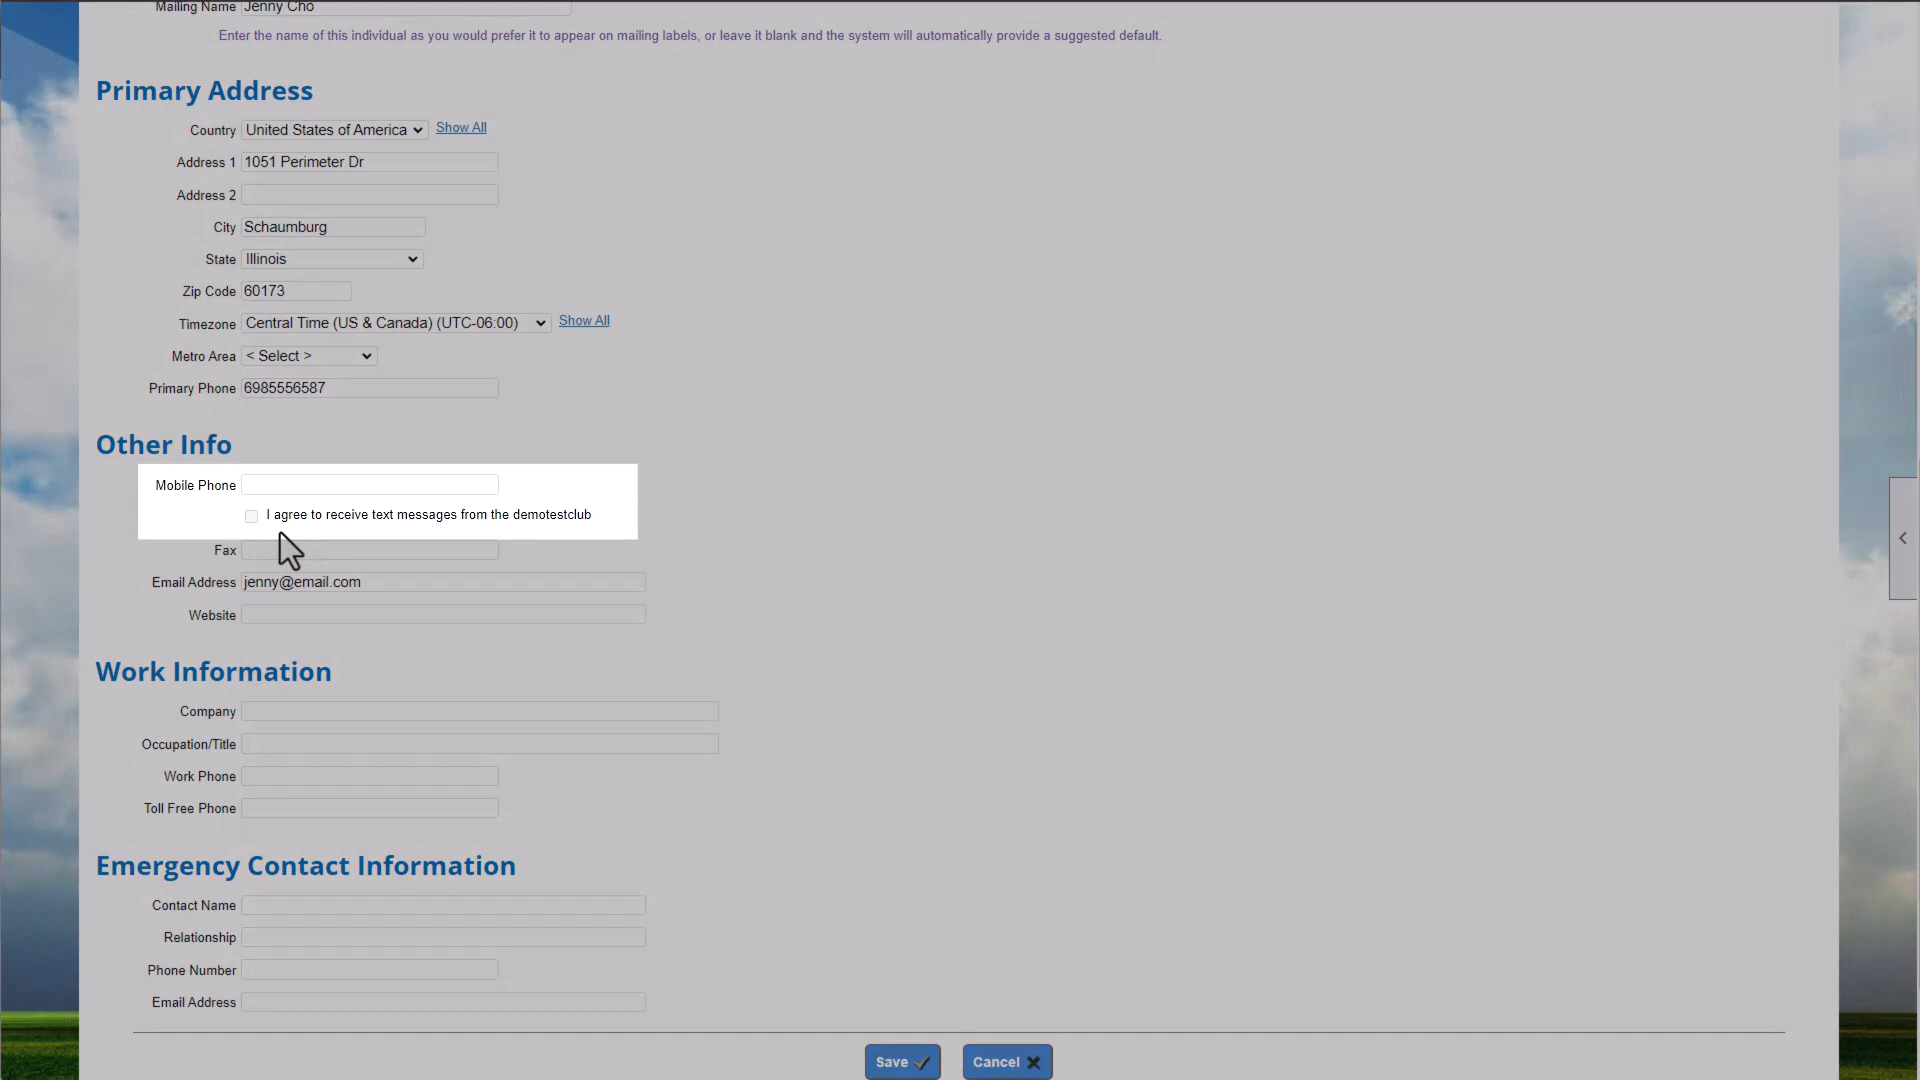 Mailing Name Jenny Cho
Enter the name of this individual as you would prefer it to appear on mailing labels, or leave it blank and the system will automatically provide a suggested default.
Primary Address
Country United States of America Show All
Address 1 1051 Perimeter Dr
Address 2
City Schaumburg
State Illinois
Zip Code 60173
Timezone Central Time (US & Canada) (UTC-06:00) Show All
Metro Area < Select >
Primary Phone 6985556587
Other Info
Mobile Phone
I agree to receive text messages from the demotestclub
Fax
Email Address jenny@email.com
Website
Work Information
Company
Occupation/Title
Work Phone
Toll Free Phone
Emergency Contact Information
Contact Name
Relationship
Phone Number
Email Address
Save Cancel